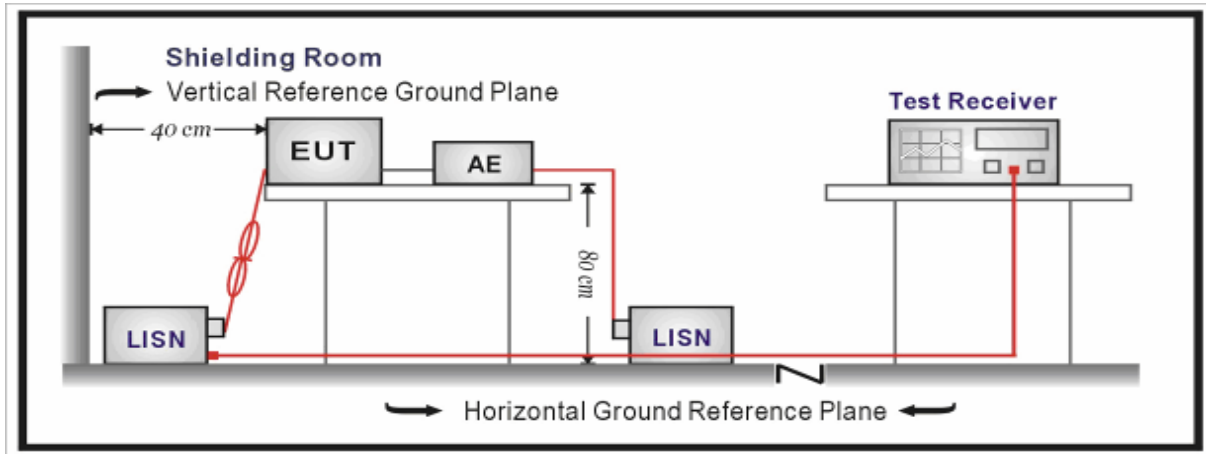 Shielding Room
Vertical Reference Ground Plane
40 cm
EUT
AE
Test Receiver
80 cm
LISN
LISN
Horizontal Ground Reference Plane